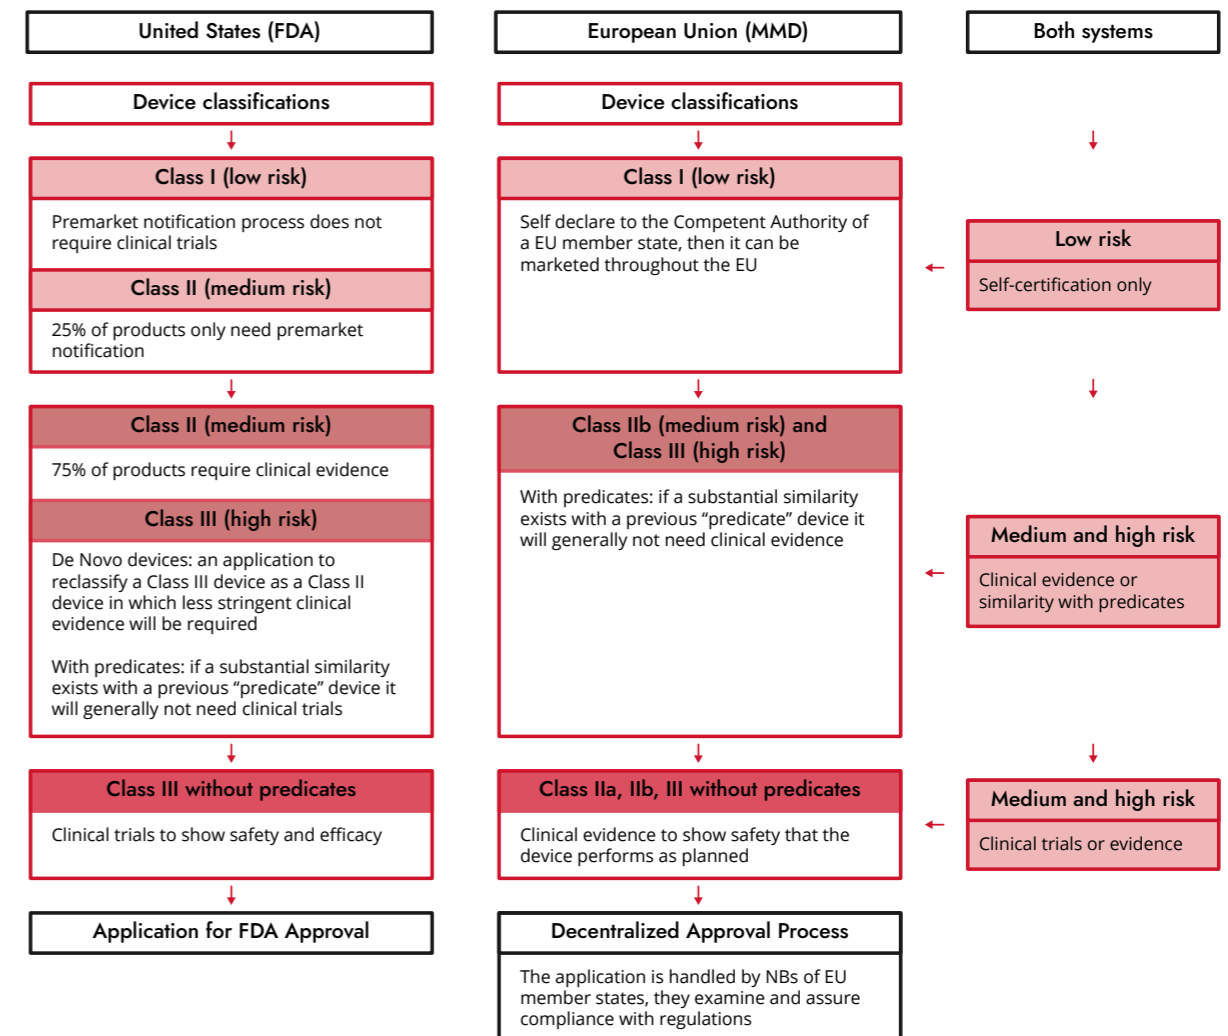 United States (FDA)
European Union (MMD)
Both systems
Device classifications
Class I (low risk)
Premarket notification process does not
require clinical trials
Class II (medium risk)
25% of products only need premarket
notification
Class II (medium risk)
75% of products require clinical evidence
Class III (high risk)
De Novo devices: an application to
reclassify a Class III device as a Class II
device in which less stringent clinical
evidence will be required
With predicates: if a substantial similarity
exists with a previous “predicate” device it
will generally not need clinical trials
Class III without predicates
Clinical trials to show safety and efficacy
Application for FDA Approval
Device classifications
Class I (low risk)
Self declare to the Competent Authority of
a EU member state, then it can be
marketed throughout the EU
Class IIb (medium risk) and
Class III (high risk)
With predicates: if a substantial similarity
exists with a previous “predicate” device it
will generally not need clinical evidence
Class IIa, IIb, III without predicates
Clinical evidence to show safety that the
device performs as planned
Decentralized Approval Process
The application is handled by NBs of EU
member states, they examine and assure
compliance with regulations
Low risk
Self-certification only
Medium and high risk
Clinical evidence or
similarity with predicates
Medium and high risk
Clinical trials or evidence